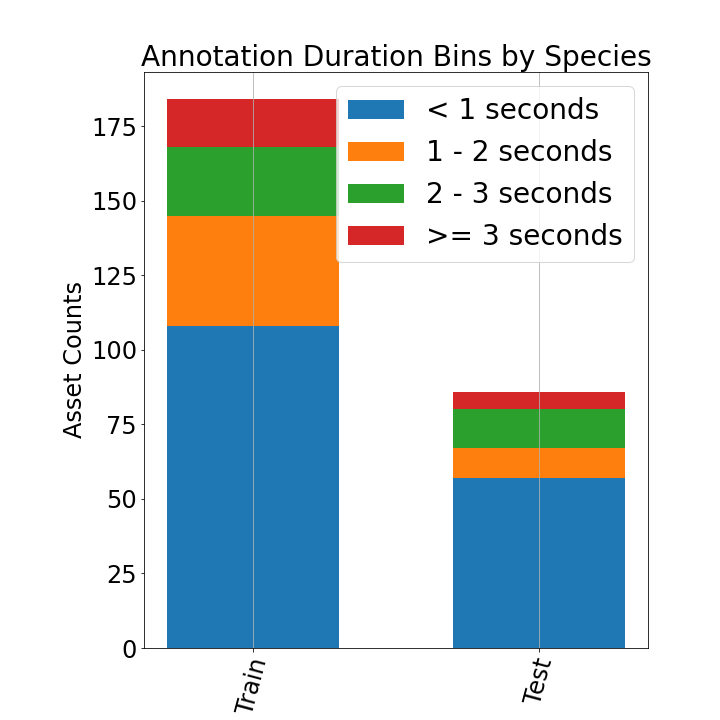 Annotation Duration Bins by Species
< 1 seconds
1 - 2 seconds
2 - 3 seconds
>= 3 seconds
Asset Counts
175
150
125
100
75
50
25
0
Train
Test